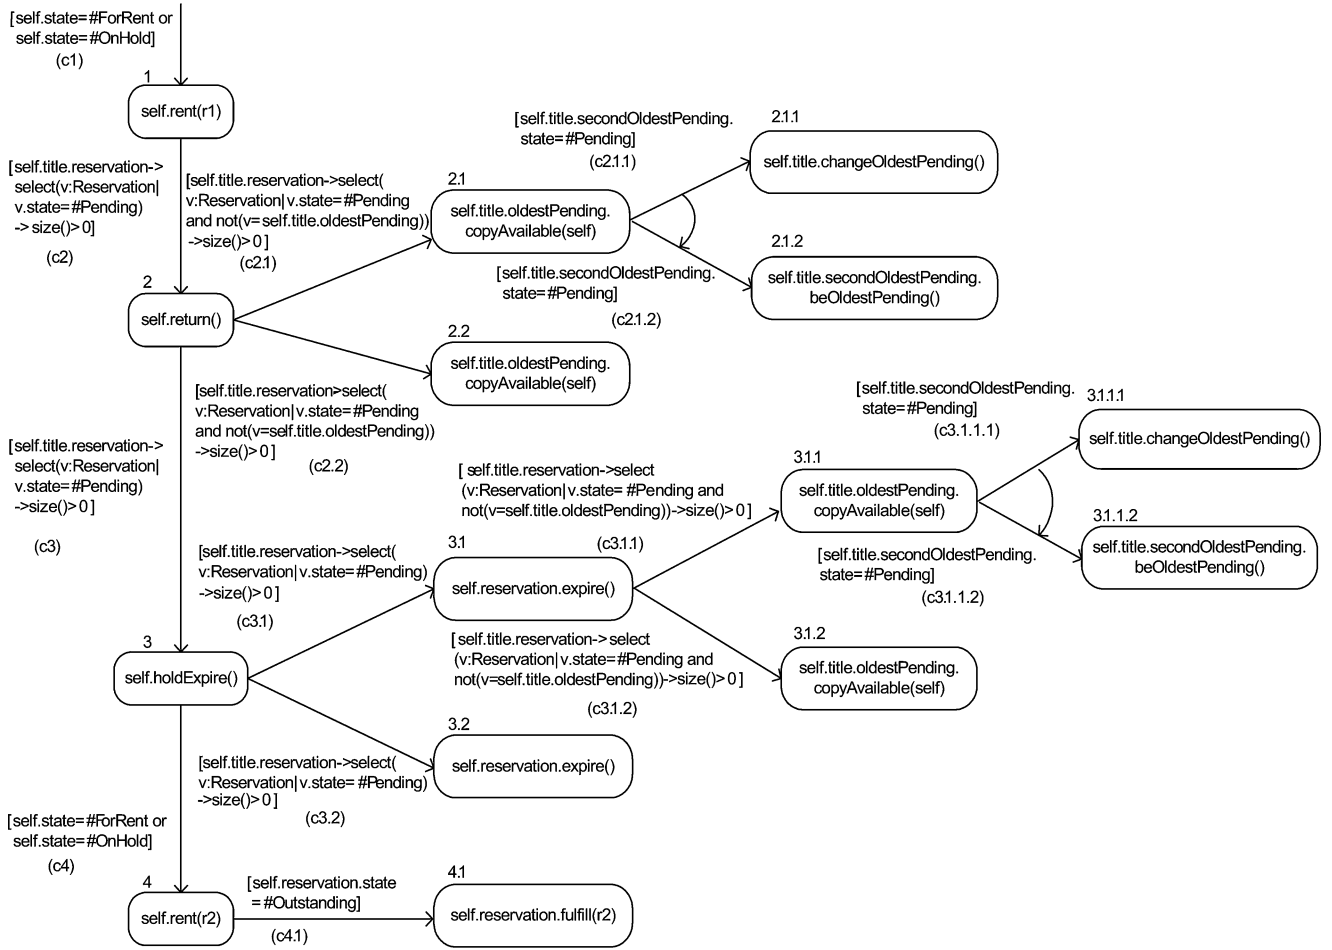 [self.state=#ForRent or
self.state=#OnHold]
(c1)
1
self.rent(r1)
[self.title.reservation->
select(v:Reservation|
v.state=#Pending)
->size()>0]
(c2)
[self.title.reservation->select(
v:Reservation|v.state=#Pending
and not(v=self.title.oldestPending))
->size()>0]
(c2.1)
2
self.return()
2.1
self.title.oldestPending.
copyAvailable(self)
[self.title.secondOldestPending.
state=#Pending]
(c2.1.1)
2.1.1
self.title.changeOldestPending()
[self.title.secondOldestPending.
state=#Pending]
(c2.1.2)
2.1.2
self.title.secondOldestPending.
beOldestPending()
2.2
self.title.oldestPending.
copyAvailable(self)
[self.title.reservation>select(
v:Reservation|v.state=#Pending
and not(v=self.title.oldestPending))
->size()>0]
(c2.2)
[self.title.reservation->
select(v:Reservation|
v.state=#Pending)
->size()>0]
(c3)
[self.title.reservation->select(
v:Reservation|v.state=#Pending)
->size()>0]
(c3.1)
3
self.holdExpire()
3.1
self.reservation.expire()
[self.title.reservation->select
(v:Reservation|v.state=#Pending and
not(v=self.title.oldestPending))->size()>0]
(c3.1.1)
3.1.1
self.title.oldestPending.
copyAvailable(self)
[self.title.secondOldestPending.
state=#Pending]
(c3.1.1.1)
3.1.1.1
self.title.changeOldestPending()
[self.title.secondOldestPending.
state=#Pending]
(c3.1.1.2)
3.1.1.2
self.title.secondOldestPending.
beOldestPending()
[self.title.reservation->select
(v:Reservation|v.state=#Pending and
not(v=self.title.oldestPending))->size()>0]
(c3.1.2)
3.1.2
self.title.oldestPending.
copyAvailable(self)
3.2
self.reservation.expire()
[self.title.reservation->select(
v:Reservation|v.state=#Pending)
->size()>0]
(c3.2)
[self.state=#ForRent or
self.state=#OnHold]
(c4)
4
self.rent(r2)
[self.reservation.state
=#Outstanding]
(c4.1)
4.1
self.reservation.fulfill(r2)